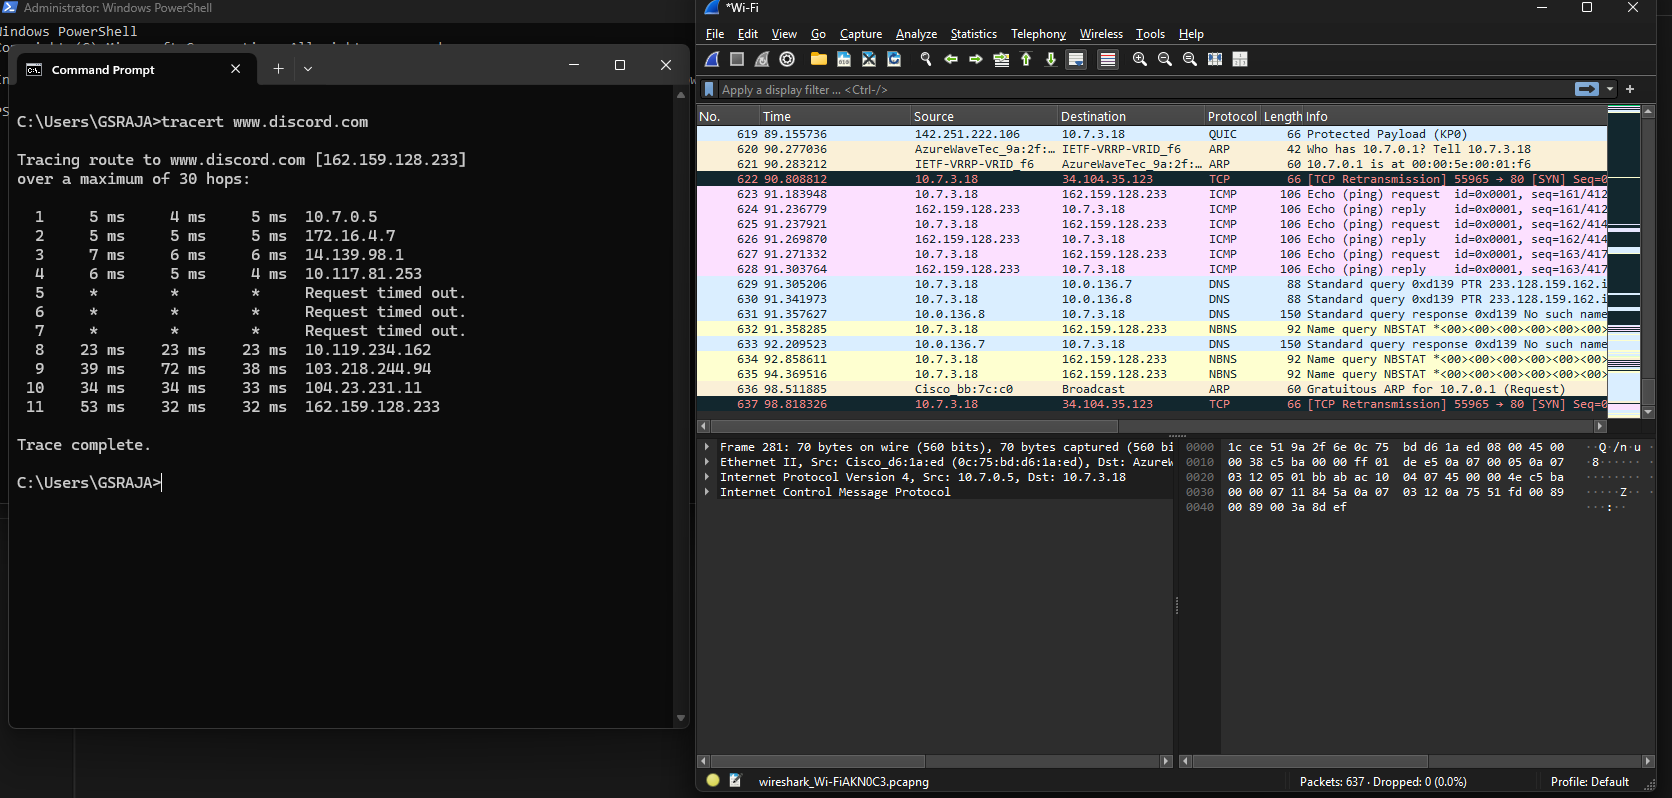 Administrator: Windows PowerShell
Windows PowerShell
Command Prompt
C:\Users\GSRAJA>tracert www.discord.com
Tracing route to www.discord.com [162.159.128.233]
over a maximum of 30 hops:
1 5 ms 4 ms 5 ms 10.7.0.5
2 5 ms 5 ms 5 ms 172.16.4.7
3 7 ms 6 ms 6 ms 14.139.98.1
4 6 ms 5 ms 4 ms 10.117.81.253
5 * * * Request timed out.
6 * * * Request timed out.
7 * * * Request timed out.
8 23 ms 23 ms 23 ms 10.119.234.162
9 39 ms 72 ms 38 ms 103.218.244.94
10 34 ms 34 ms 33 ms 104.23.231.11
11 53 ms 32 ms 32 ms 162.159.128.233
Trace complete.
C:\Users\GSRAJA>
*Wi-Fi
File Edit View Go Capture Analyze Statistics Telephony Wireless Tools Help
Apply a display filter ... <Ctrl-/>
No. Time Source Destination Protocol Length Info
619 89.155736 142.251.222.106 10.7.3.18 QUIC 66 Protected Payload (KP0)
620 90.277036 AzureWaveTec_9a:2f:… IETF-VRRP-VRID_f6 ARP 42 Who has 10.7.0.1? Tell 10.7.3.18
621 90.283212 IETF-VRRP-VRID_f6 AzureWaveTec_9a:2f:… ARP 60 10.7.0.1 is at 00:00:5e:00:01:f6
622 90.808812 10.7.3.18 34.104.35.123 TCP 66 [TCP Retransmission] 55965 → 80 [SYN] Seq=0
623 91.183948 10.7.3.18 162.159.128.233 ICMP 106 Echo (ping) request id=0x0001, seq=161/412
624 91.236779 162.159.128.233 10.7.3.18 ICMP 106 Echo (ping) reply id=0x0001, seq=161/412
625 91.237921 10.7.3.18 162.159.128.233 ICMP 106 Echo (ping) request id=0x0001, seq=162/414
626 91.269870 162.159.128.233 10.7.3.18 ICMP 106 Echo (ping) reply id=0x0001, seq=162/414
627 91.271332 10.7.3.18 162.159.128.233 ICMP 106 Echo (ping) request id=0x0001, seq=163/417
628 91.303764 162.159.128.233 10.7.3.18 ICMP 106 Echo (ping) reply id=0x0001, seq=163/417
629 91.305206 10.7.3.18 10.0.136.7 DNS 88 Standard query 0xd139 PTR 233.128.159.162.i
630 91.341973 10.7.3.18 10.0.136.8 DNS 88 Standard query 0xd139 PTR 233.128.159.162.i
631 91.357627 10.0.136.8 10.7.3.18 DNS 150 Standard query response 0xd139 No such name
632 91.358285 10.7.3.18 162.159.128.233 NBNS 92 Name query NBSTAT *<00><00><00><00><00><00>
633 92.209523 10.0.136.7 10.7.3.18 DNS 150 Standard query response 0xd139 No such name
634 92.858611 10.7.3.18 162.159.128.233 NBNS 92 Name query NBSTAT *<00><00><00><00><00><00>
635 94.369516 10.7.3.18 162.159.128.233 NBNS 92 Name query NBSTAT *<00><00><00><00><00><00>
636 98.511885 Cisco_bb:7c:c0 Broadcast ARP 60 Gratuitous ARP for 10.7.0.1 (Request)
637 98.818326 10.7.3.18 34.104.35.123 TCP 66 [TCP Retransmission] 55965 → 80 [SYN] Seq=0
Frame 281: 70 bytes on wire (560 bits), 70 bytes captured (560 bi
Ethernet II, Src: Cisco_d6:1a:ed (0c:75:bd:d6:1a:ed), Dst: Azurew
Internet Protocol Version 4, Src: 10.7.0.5, Dst: 10.7.3.18
Internet Control Message Protocol
0000 1c ce 51 9a 2f 6e 0c 75 bd d6 1a ed 08 00 45 00 ··Q·/n·u ·
0010 00 38 c5 ba 00 00 ff 01 de e5 0a 07 00 05 0a 07 ·8······ ·
0020 03 12 05 01 bb ab ac 10 04 07 45 00 00 4e c5 ba ········ ·
0030 00 00 07 11 84 5a 0a 07 03 12 0a 75 51 fd 00 89 ·····Z·· ·
0040 00 89 00 3a 8d ef ···:··
wireshark_Wi-FiAKN0C3.pcapng
Packets: 637 · Dropped: 0 (0.0%)
Profile: Default